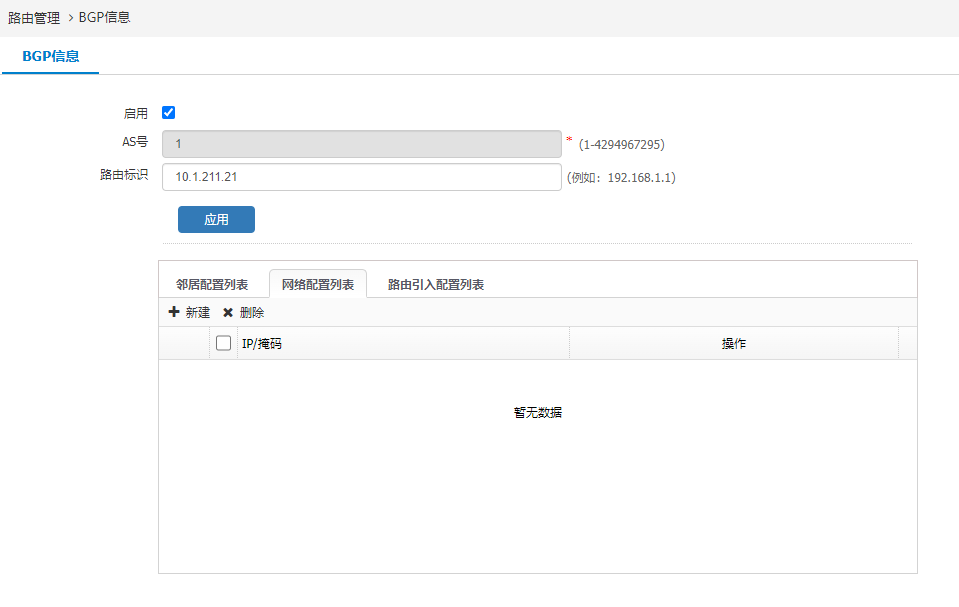 路由管理 > BGP信息
BGP信息
启用
AS号 1 * (1-4294967295)
路由标识 10.1.211.21 (例如：192.168.1.1)
应用
邻居配置列表 网络配置列表 路由引入配置列表
新建 删除
IP/掩码 操作
暂无数据